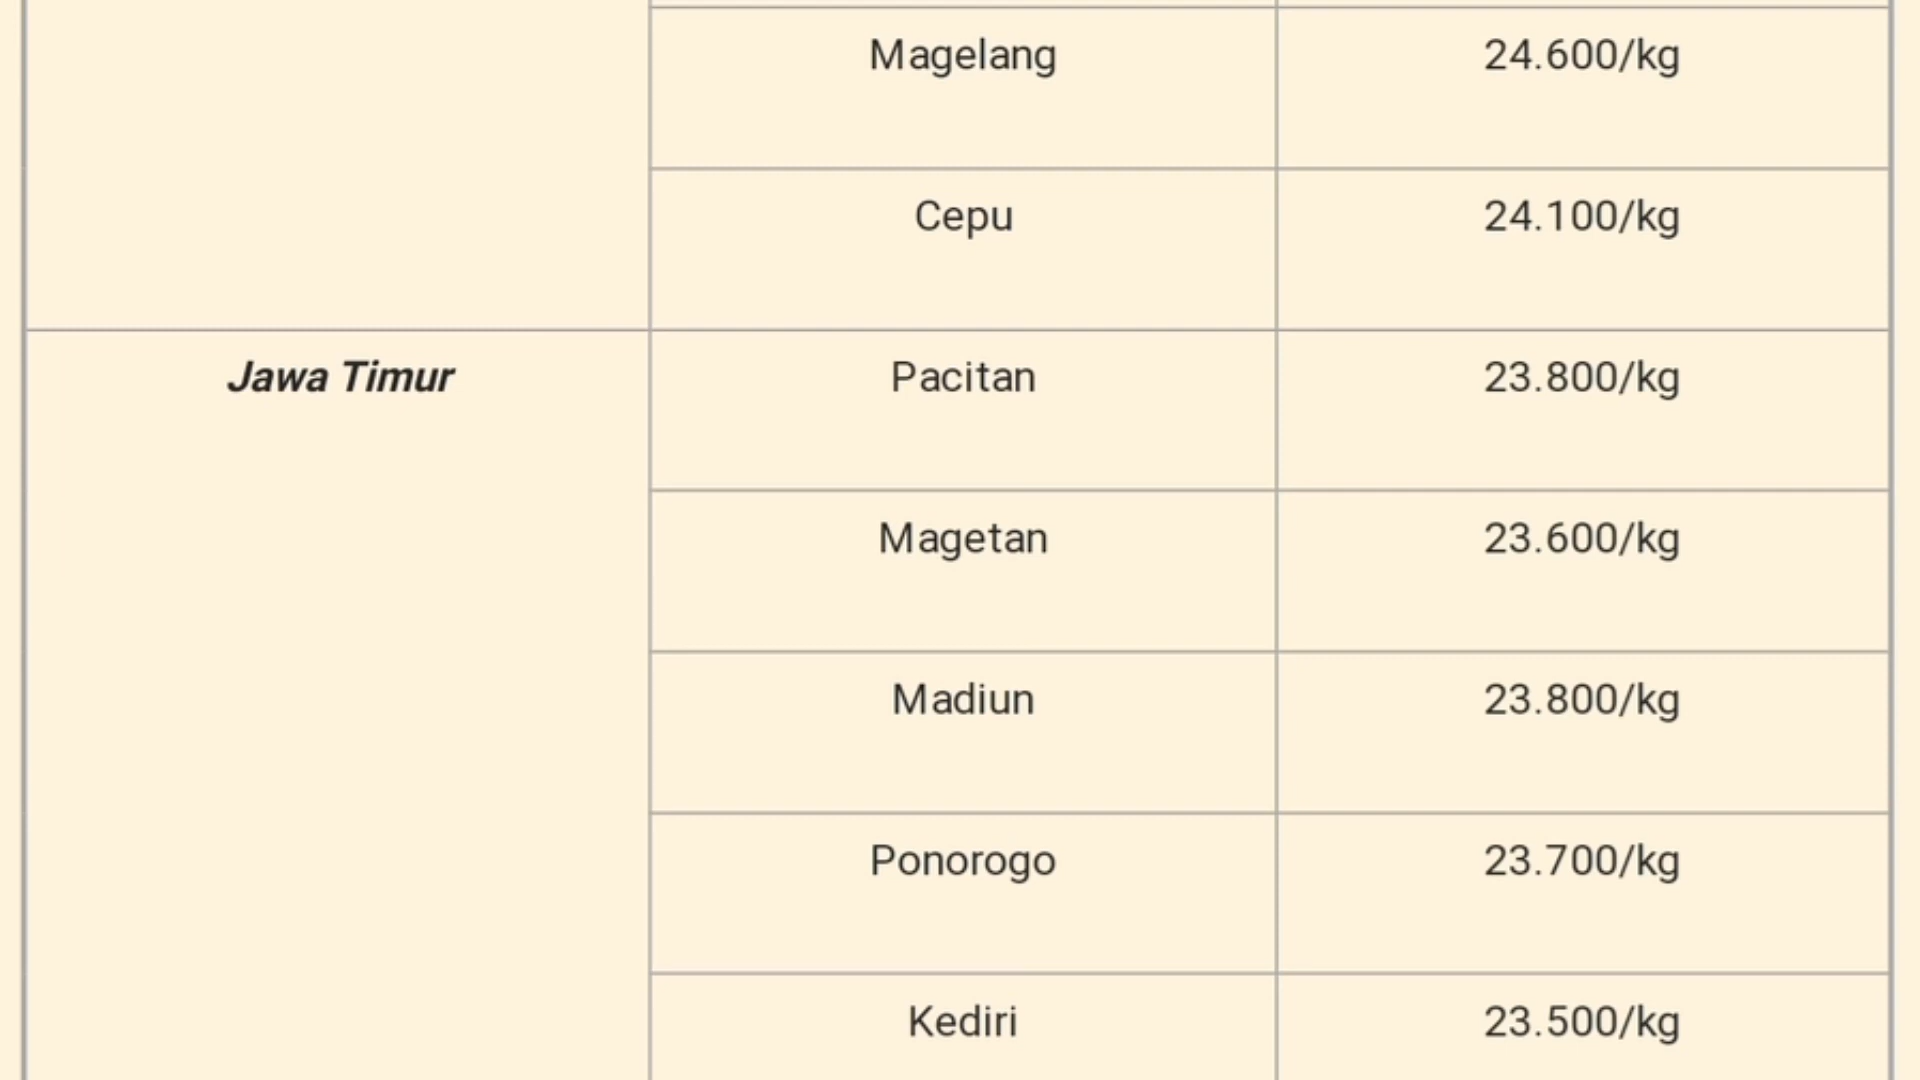 Magelang 24.600/kg
Cepu 24.100/kg
Jawa Timur Pacitan 23.800/kg
Magetan 23.600/kg
Madiun 23.800/kg
Ponorogo 23.700/kg
Kediri 23.500/kg